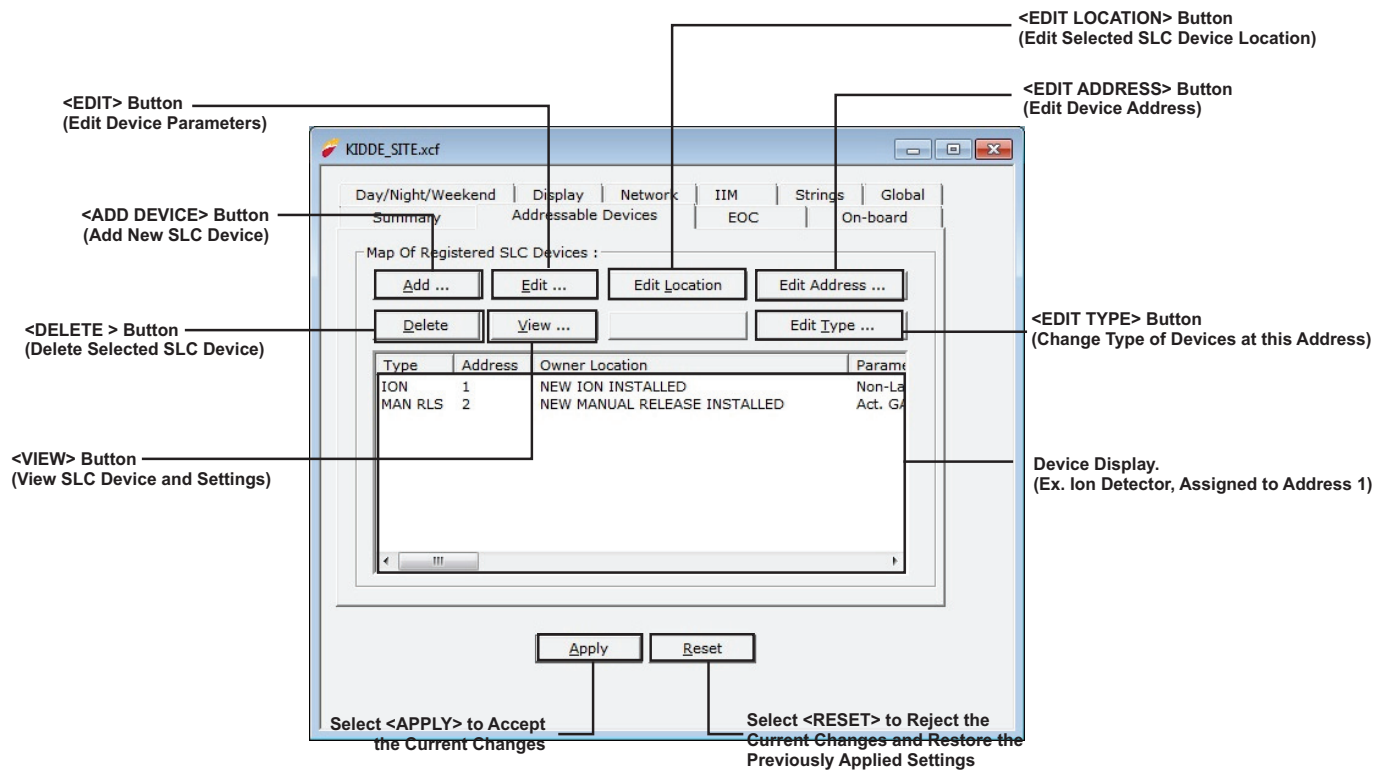 <EDIT LOCATION> Button
(Edit Selected SLC Device Location)
<EDIT ADDRESS> Button
(Edit Device Address)
<EDIT> Button
(Edit Device Parameters)
<ADD DEVICE> Button
(Add New SLC Device)
<DELETE > Button
(Delete Selected SLC Device)
<VIEW> Button
(View SLC Device and Settings)
KIDDE_SITE.xcf
Day/Night/Weekend Display Network IIM Strings Global
Summary Addressable Devices EOC On-board
Map Of Registered SLC Devices :
Add ... Edit ... Edit Location Edit Address ...
Delete View ... Edit Type ...
Type Address Owner Location Parame
ION 1 NEW ION INSTALLED Non-La
MAN RLS 2 NEW MANUAL RELEASE INSTALLED Act. GA
<EDIT TYPE> Button
(Change Type of Devices at this Address)
Device Display.
(Ex. Ion Detector, Assigned to Address 1)
Apply Reset
Select <APPLY> to Accept
the Current Changes
Select <RESET> to Reject the
Current Changes and Restore the
Previously Applied Settings